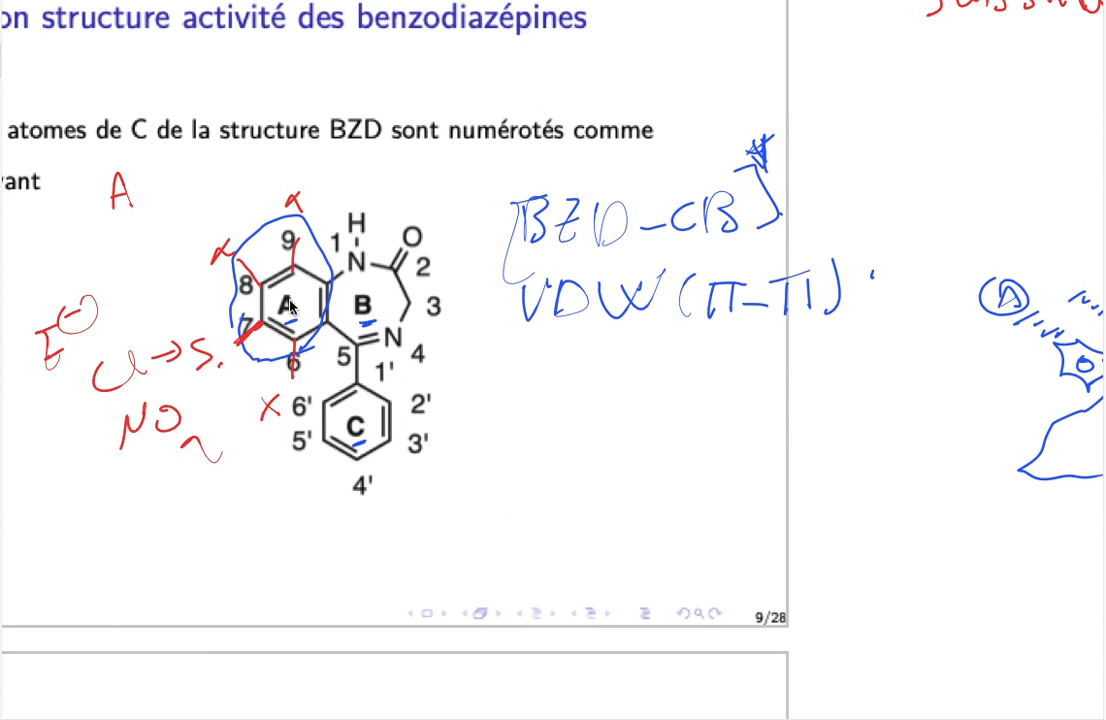 on structure activité des benzodiazépines
atomes de C de la structure BZD sont numérotés comme
ant
A
[BZD-CB]
VDW (π-π)
H
1
N
O
2
9
8
A
B
3
7
6
5
N
4
1'
E⊖
Cl → S.
NO2
X
6'
2'
5'
C
3'
4'
A
9/28